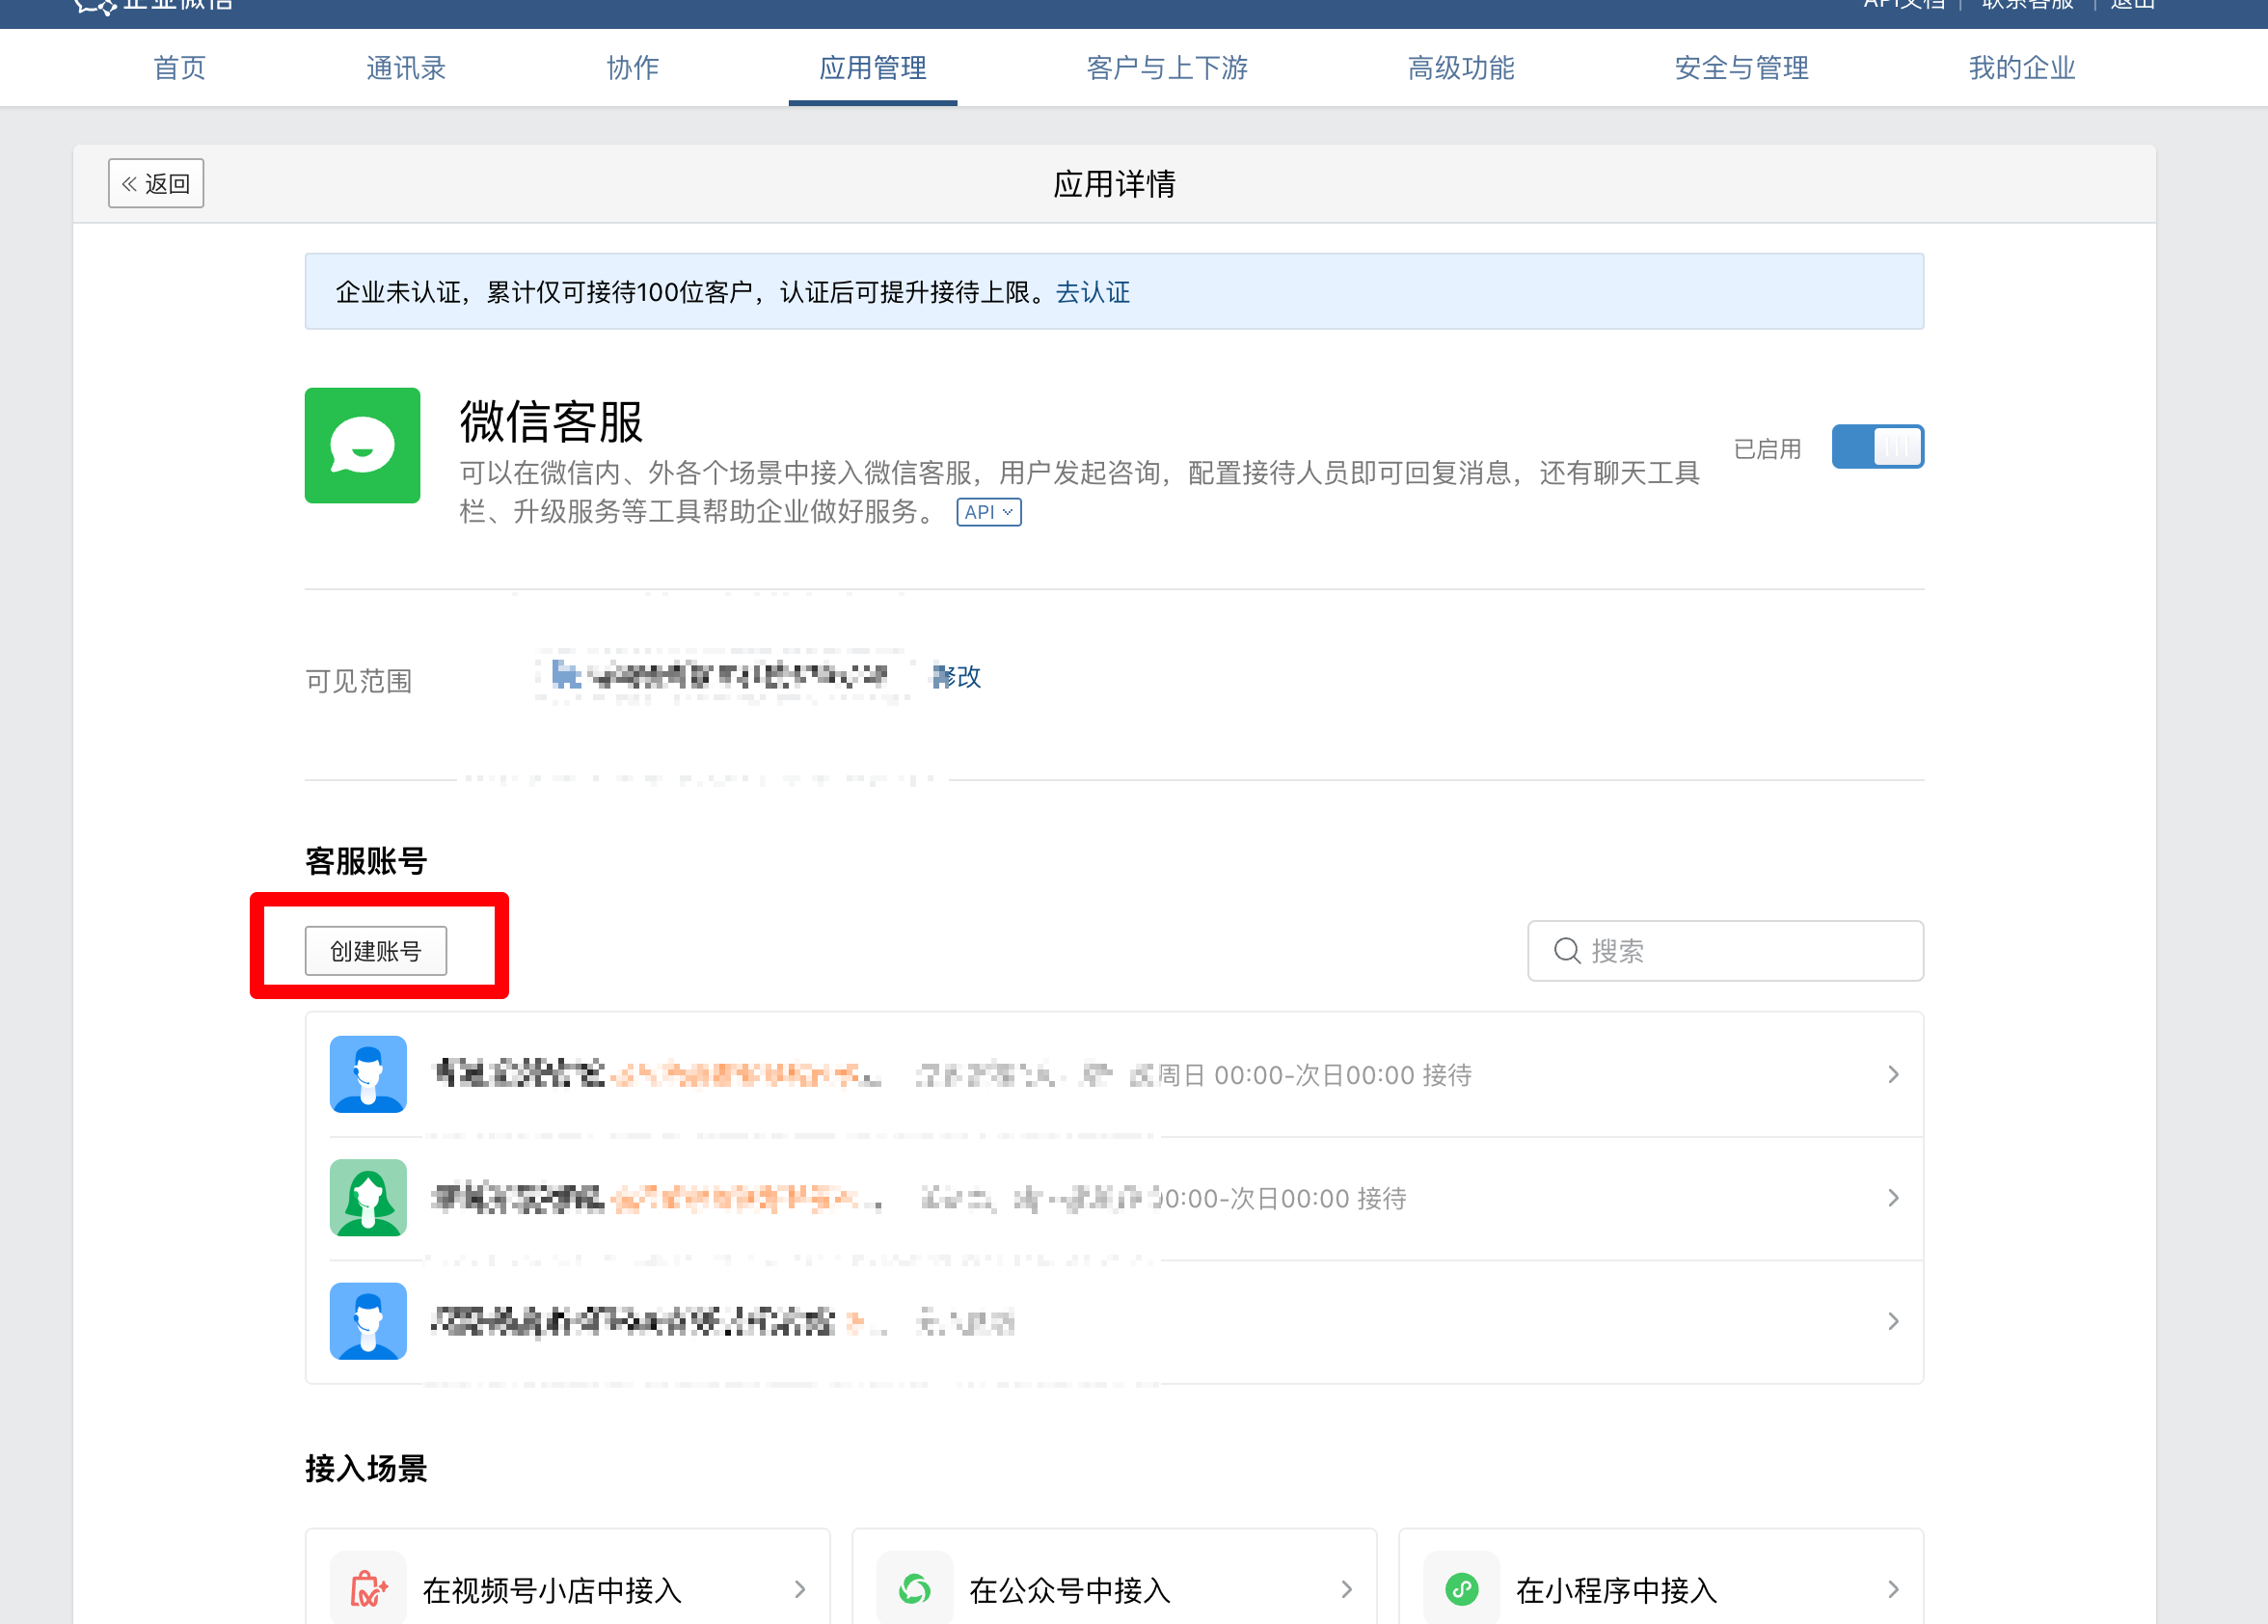 企业微信
API文档 | 联系客服 | 退出
首页 通讯录 协作 应用管理 客户与上下游 高级功能 安全与管理 我的企业
返回
应用详情
企业未认证，累计仅可接待100位客户，认证后可提升接待上限。去认证
微信客服
可以在微信内、外各个场景中接入微信客服，用户发起咨询，配置接待人员即可回复消息，还有聊天工具
栏、升级服务等工具帮助企业做好服务。 API
已启用
可见范围 修改
客服账号
创建账号
搜索
周日 00:00-次日00:00 接待
0:00-次日00:00 接待
接入场景
在视频号小店中接入 在公众号中接入 在小程序中接入